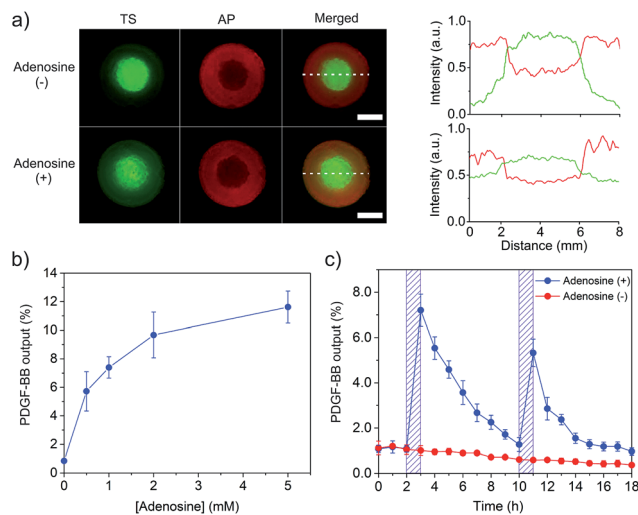 a)
TS AP Merged
Adenosine
(-)
Adenosine
(+)
Intensity (a.u.)
1.0
0.5
0.0
Intensity (a.u.)
1.0
0.5
0.0
0 2 4 6 8
Distance (mm)
b)
PDGF-BB output (%)
14
12
10
8
6
4
2
0
0 1 2 3 4 5
[Adenosine] (mM)
c)
PDGF-BB output (%)
8.0
6.0
4.0
2.0
0.0
Adenosine (+)
Adenosine (-)
0 2 4 6 8 10 12 14 16 18
Time (h)